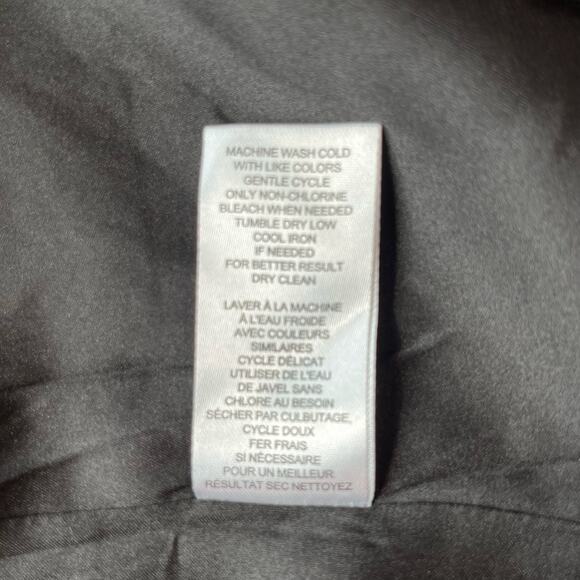 MACHINE WASH COLD
WITH LIKE COLORS
GENTLE CYCLE
ONLY NON-CHLORINE
BLEACH WHEN NEEDED
TUMBLE DRY LOW
COOL IRON
IF NEEDED
FOR BETTER RESULT
DRY CLEAN
LAVER À LA MACHINE
À L'EAU FROIDE
AVEC COULEURS
SIMILAIRES
CYCLE DÉLICAT
UTILISER DE L'EAU
DE JAVEL SANS
CHLORE AU BESOIN
SÉCHER PAR CULBUTAGE,
CYCLE DOUX
FER FRAIS
SI NÉCESSAIRE
POUR UN MEILLEUR
RÉSULTAT SEC NETTOYEZ